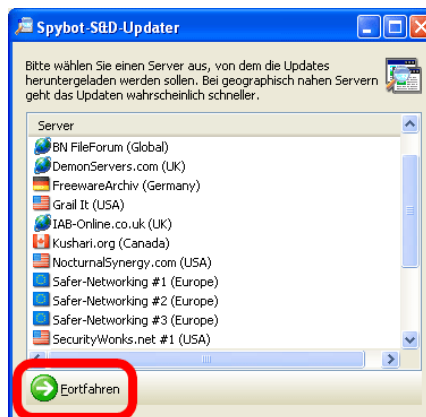 Spybot-S&D-Updater
Bitte wählen Sie einen Server aus, von dem die Updates
heruntergeladen werden sollen. Bei geographisch nahen Servern
geht das Updaten wahrscheinlich schneller.
Server
BN FileForum (Global)
DemonServers.com (UK)
FreewareArchiv (Germany)
Grail It (USA)
IAB-Online.co.uk (UK)
Kushari.org (Canada)
NocturnalSynergy.com (USA)
Safer-Networking #1 (Europe)
Safer-Networking #2 (Europe)
Safer-Networking #3 (Europe)
SecurityWonks.net #1 (USA)
Fortfahren